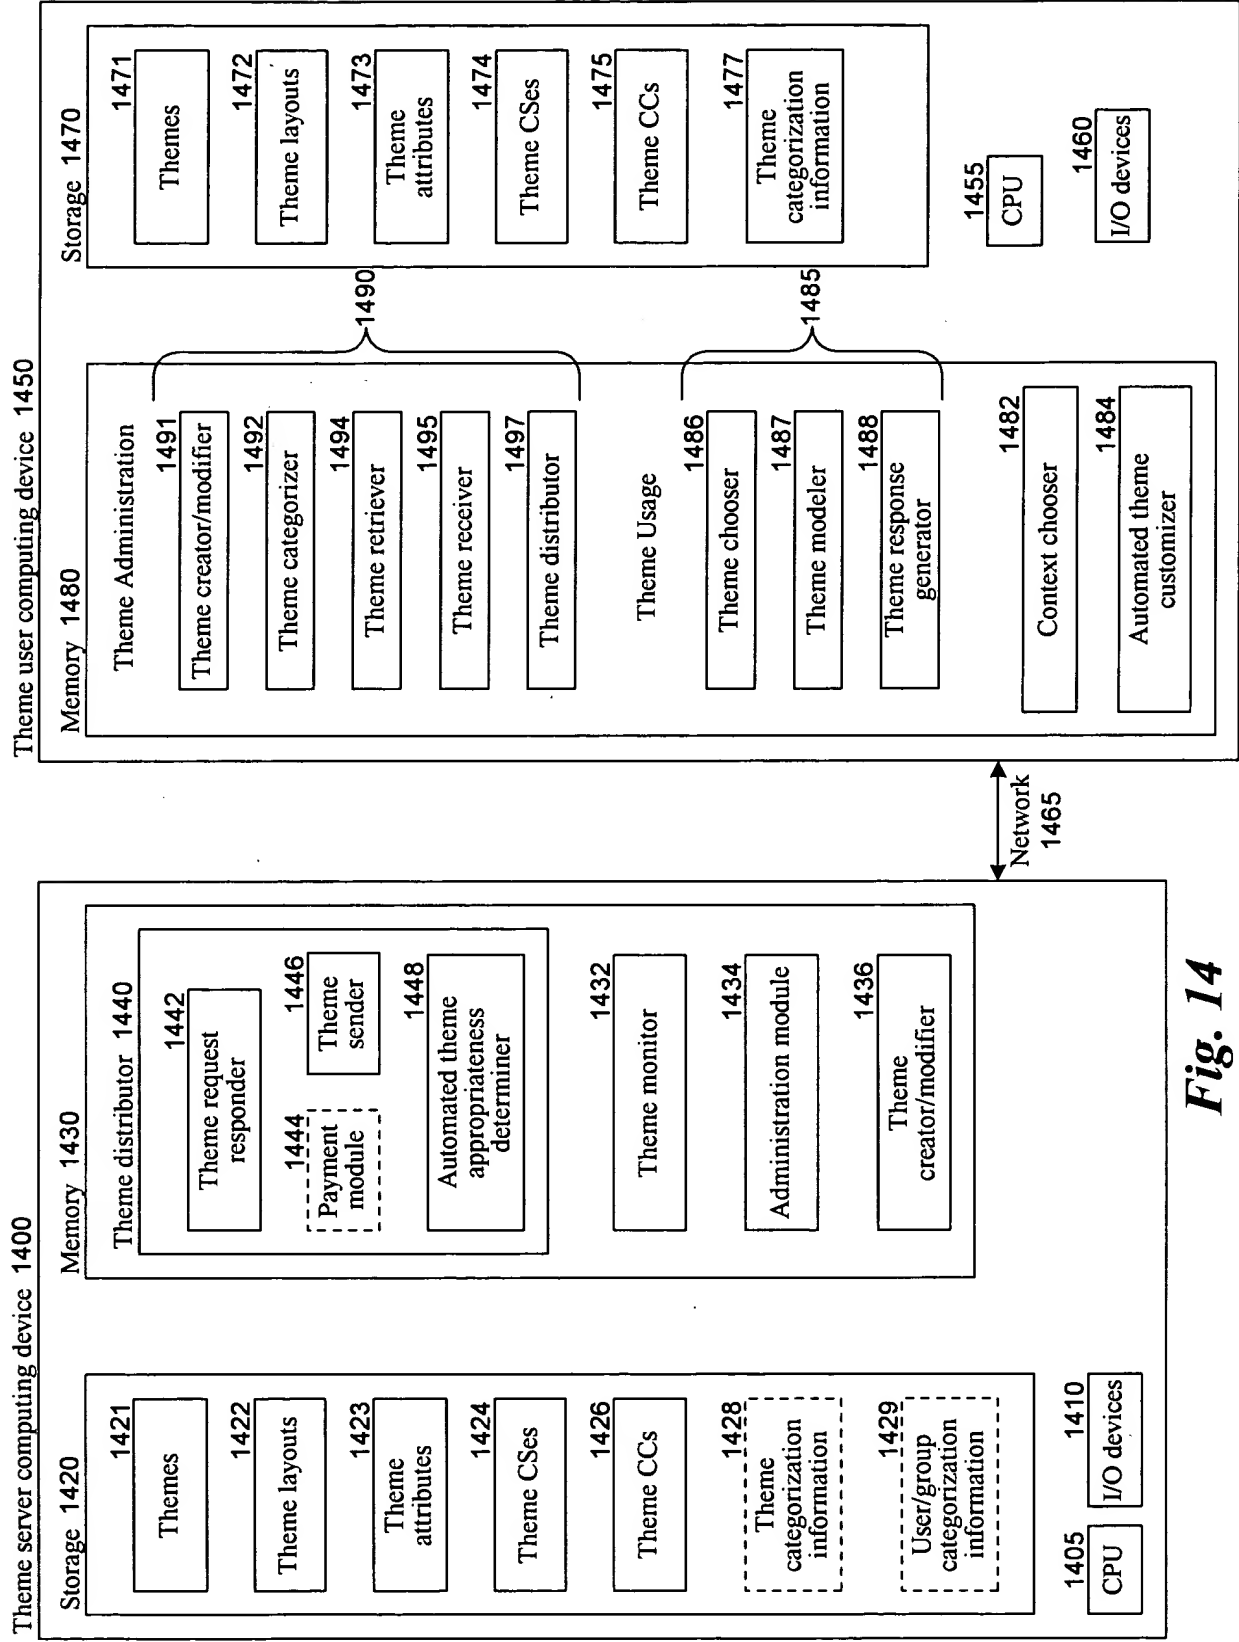 Theme server computing device 1400
Storage 1420
1421
Themes
1422
Theme layouts
1423
Theme
attributes
1424
Theme CSes
1426
Theme CCs
1428
Theme
categorization
information
1429
User/group
categorization
information
1405
CPU
1410
I/O devices
Memory 1430
Theme distributor 1440
1442
Theme request
responder
1444
Payment
module
1446
Theme
sender
1448
Automated theme
appropriateness
determiner
1432
Theme monitor
1434
Administration module
1436
Theme
creator/modifier
Network
1465
Theme user computing device 1450
Memory 1480
Theme Administration
1491
Theme creator/modifier
1492
Theme categorizer
1494
Theme retriever
1495
Theme receiver
1497
Theme distributor
1490
Theme Usage
1486
Theme chooser
1487
Theme modeler
1488
Theme response
generator
1485
1482
Context chooser
1484
Automated theme
customizer
Storage 1470
1471
Themes
1472
Theme layouts
1473
Theme
attributes
1474
Theme CSes
1475
Theme CCs
1477
Theme
categorization
information
1455
CPU
1460
I/O devices
Fig. 14